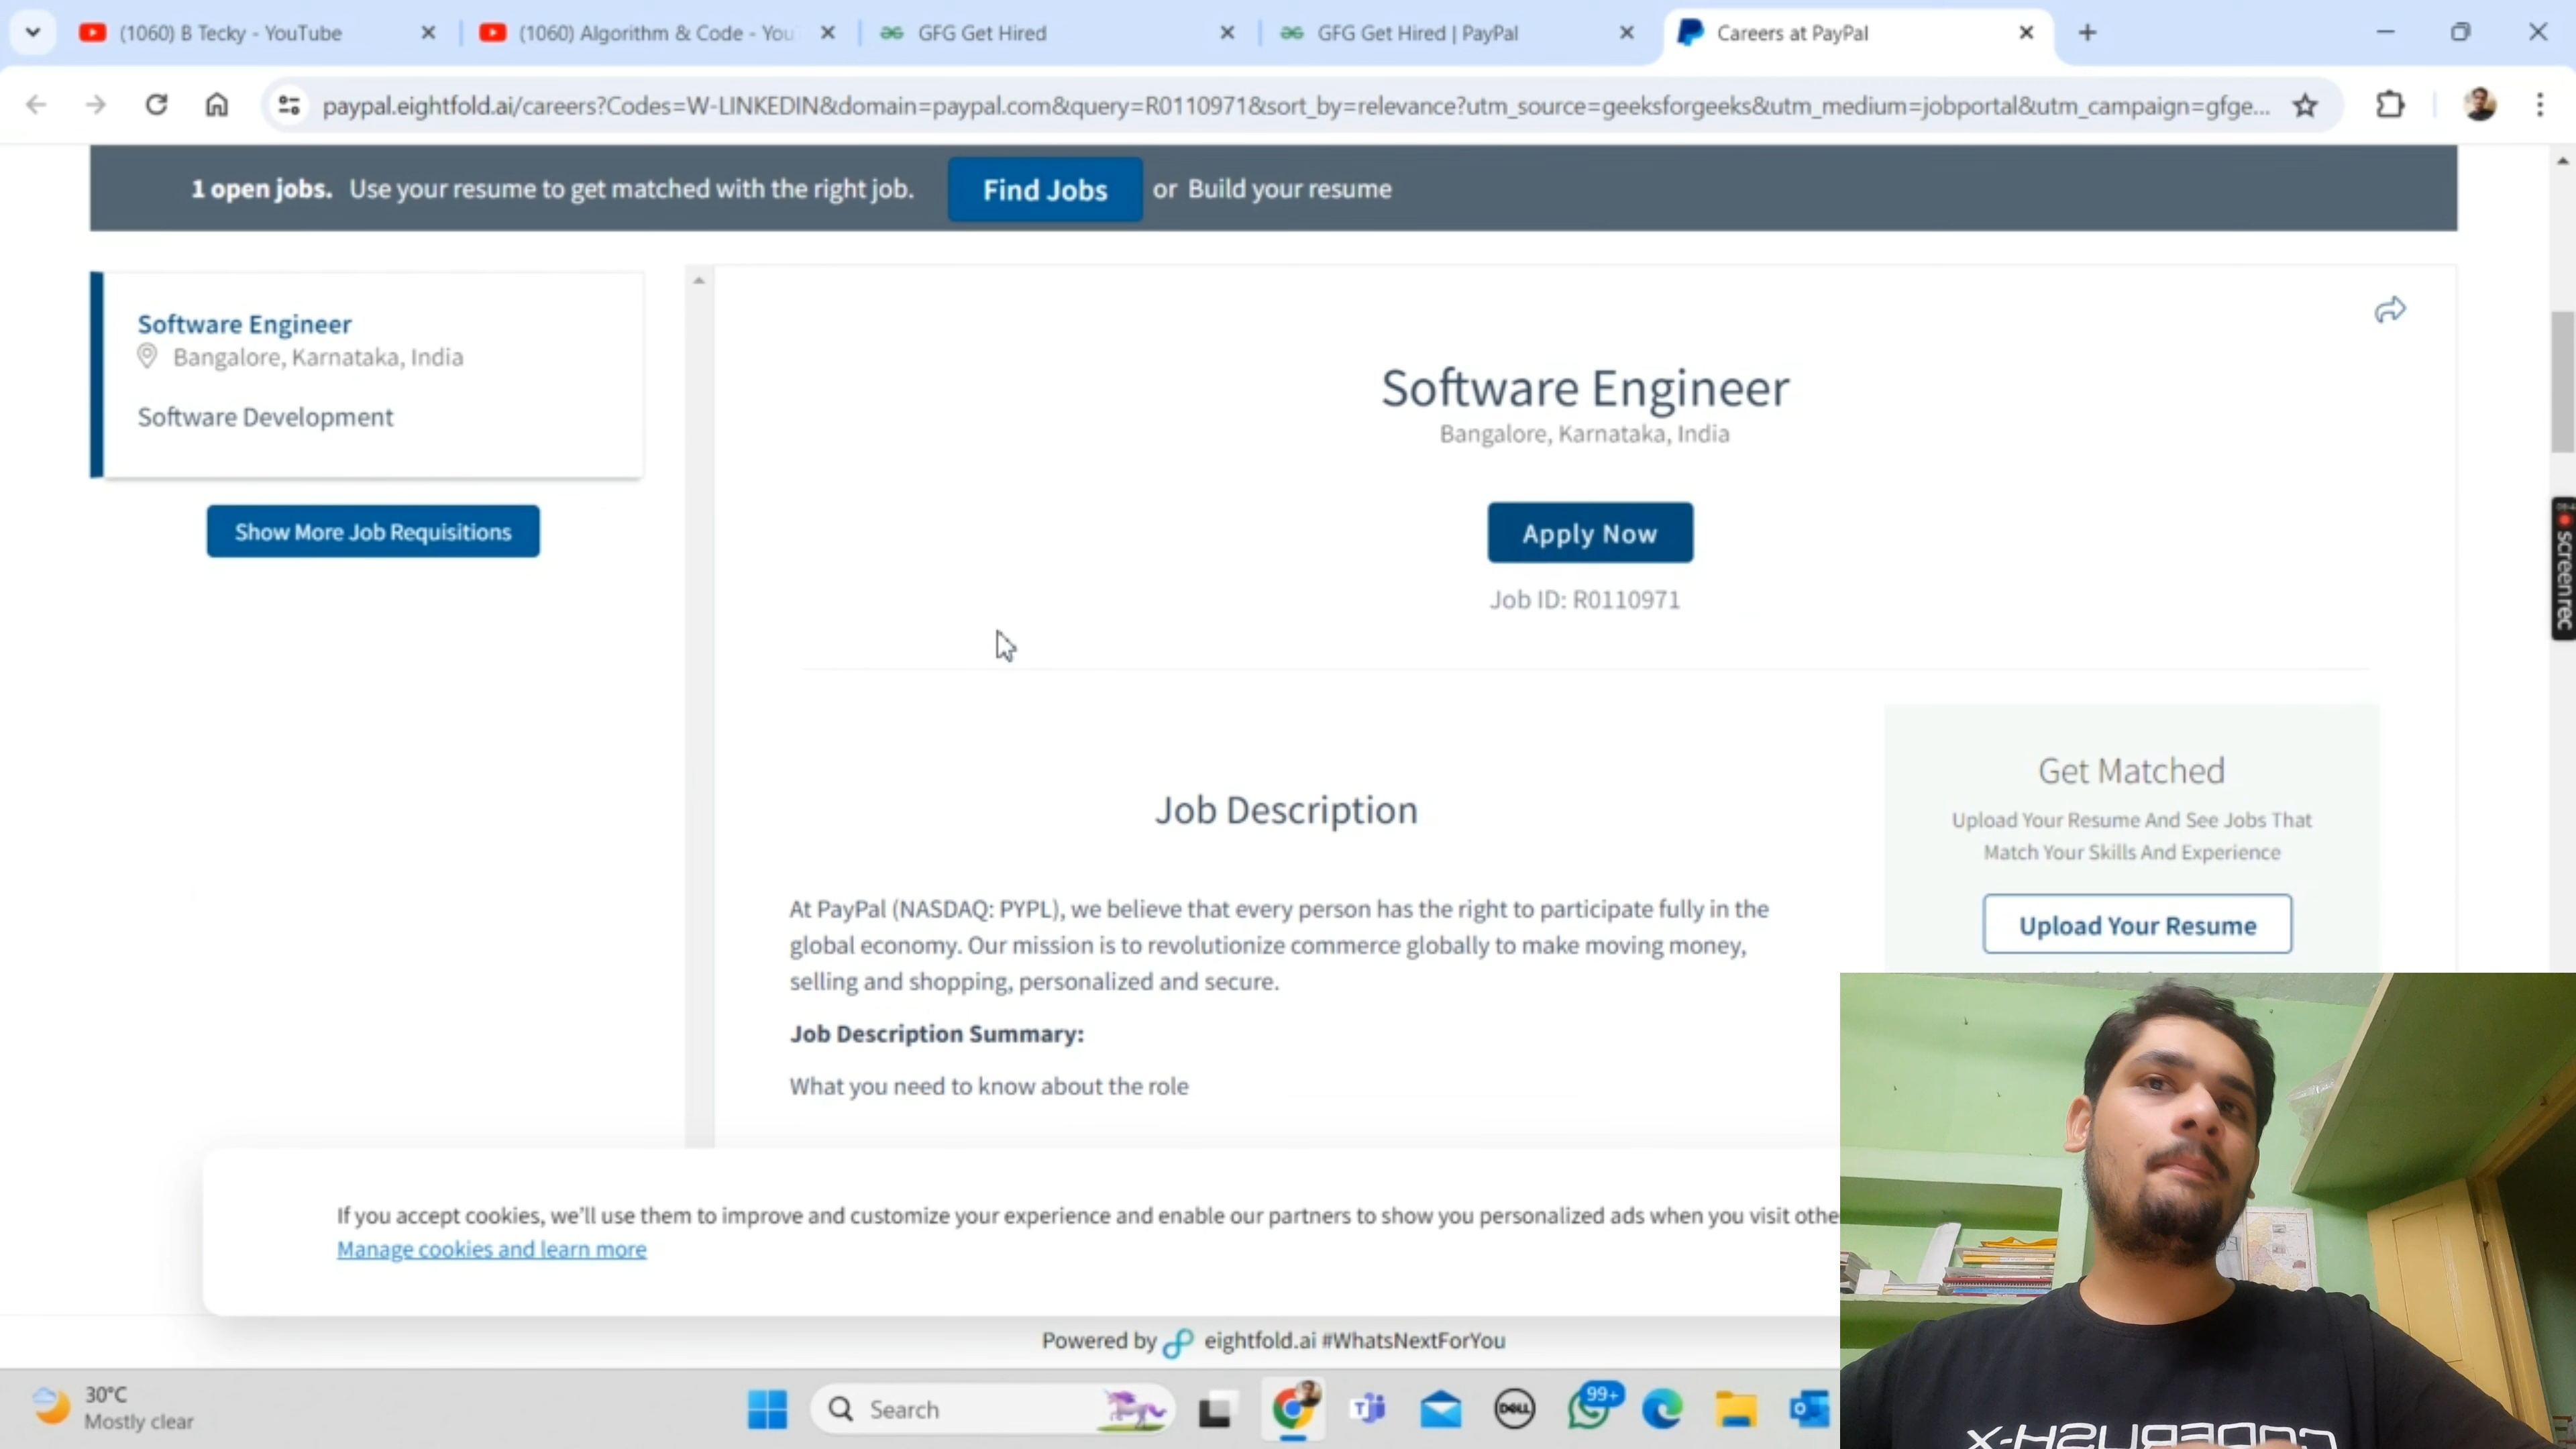 (1060) B Tecky - YouTube
(1060) Algorithm & Code - You
GFG Get Hired
GFG Get Hired | PayPal
Careers at PayPal
paypal.eightfold.ai/careers?Codes=W-LINKEDIN&domain=paypal.com&query=R0110971&sort_by=relevance?utm_source=geeksforgeeks&utm_medium=jobportal&utm_campaign=gfge...
1 open jobs. Use your resume to get matched with the right job. Find Jobs or Build your resume
Software Engineer
Bangalore, Karnataka, India
Software Development
Show More Job Requisitions
Software Engineer
Bangalore, Karnataka, India
Apply Now
Job ID: R0110971
Job Description
At PayPal (NASDAQ: PYPL), we believe that every person has the right to participate fully in the
global economy. Our mission is to revolutionize commerce globally to make moving money,
selling and shopping, personalized and secure.
Job Description Summary:
What you need to know about the role
Get Matched
Upload Your Resume And See Jobs That
Match Your Skills And Experience
Upload Your Resume
screenrec
If you accept cookies, we'll use them to improve and customize your experience and enable our partners to show you personalized ads when you visit othe
Manage cookies and learn more
Powered by eightfold.ai #WhatsNextForYou
30°C
Mostly clear
Search
DELL
99+
CODERUSH-X